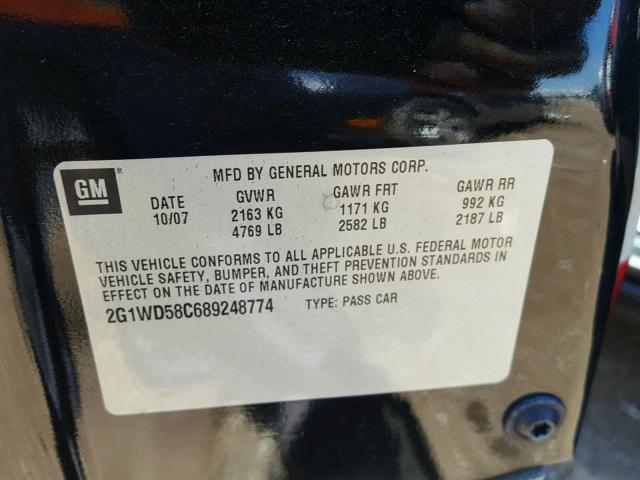 GM ®
MFD BY GENERAL MOTORS CORP.
DATE GVWR GAWR FRT GAWR RR
10/07 2163 KG 1171 KG 992 KG
4769 LB 2582 LB 2187 LB
THIS VEHICLE CONFORMS TO ALL APPLICABLE U.S. FEDERAL MOTOR
VEHICLE SAFETY, BUMPER, AND THEFT PREVENTION STANDARDS IN
EFFECT ON THE DATE OF MANUFACTURE SHOWN ABOVE.
2G1WD58C689248774 TYPE: PASS CAR